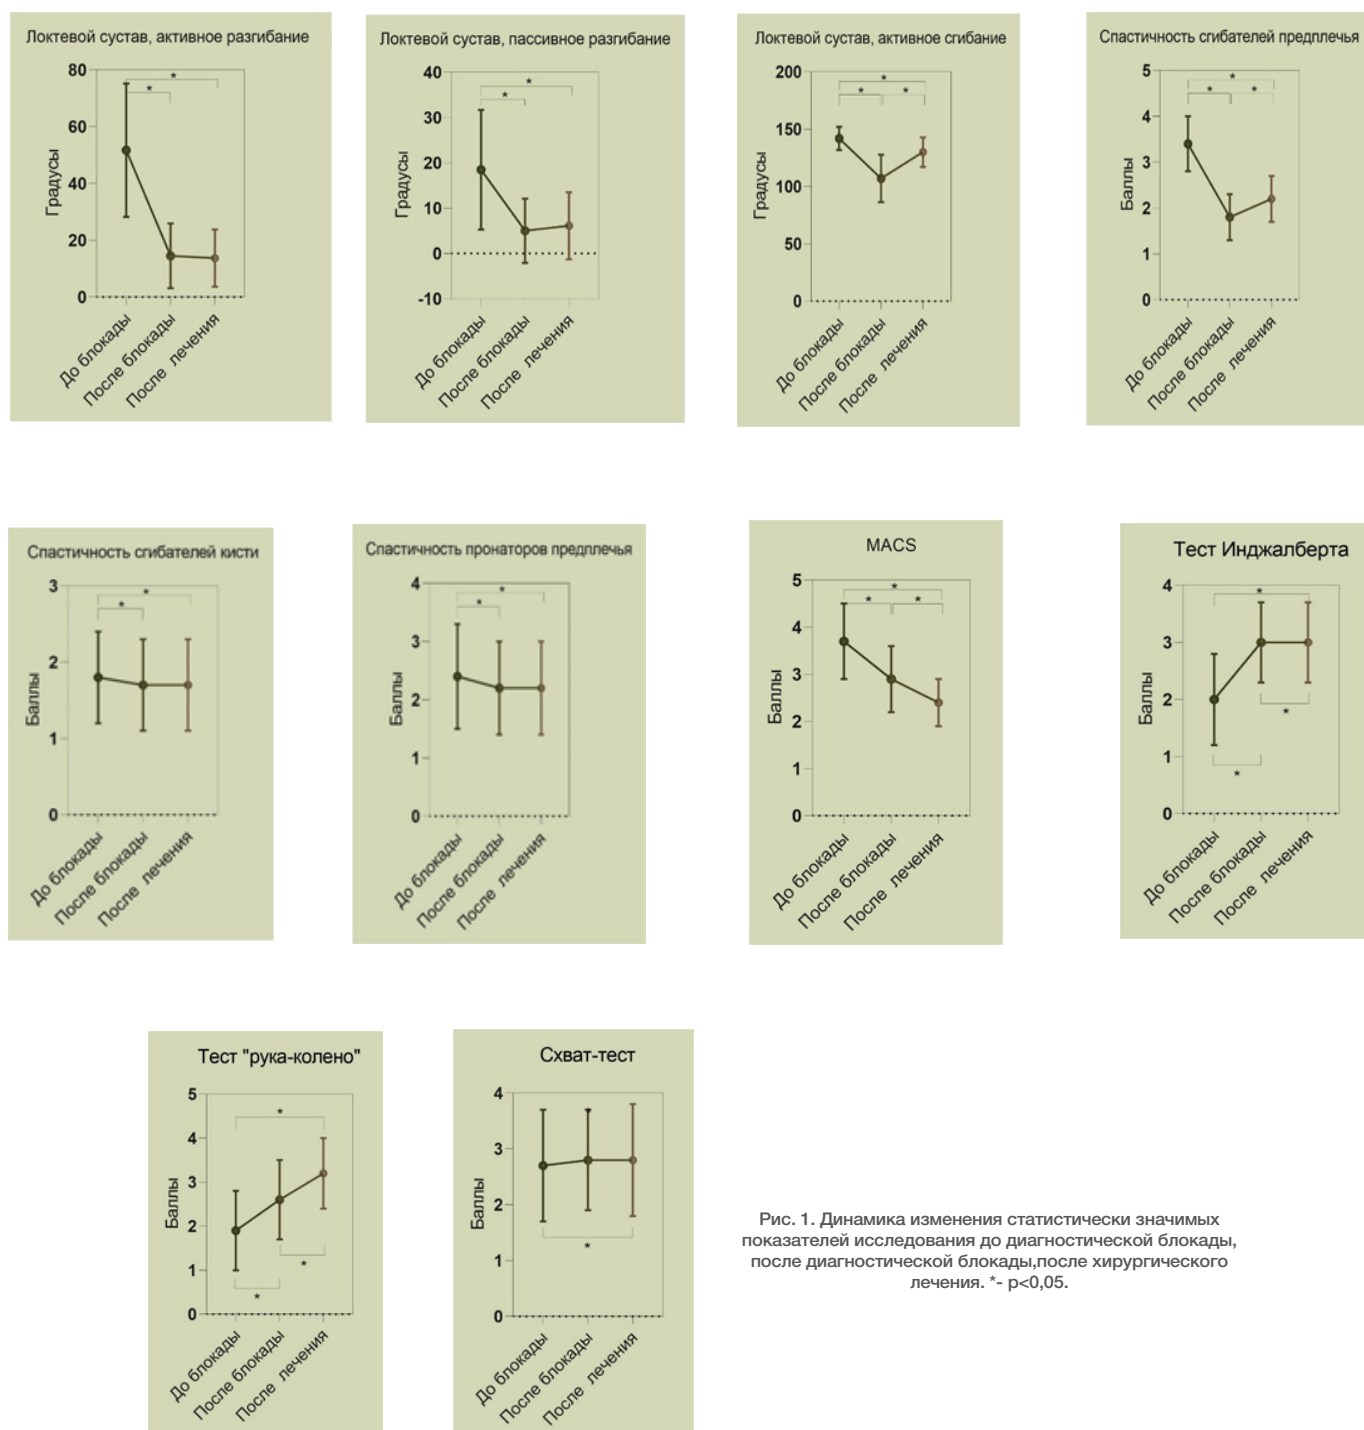 Локтевой сустав, активное разгибание
80
60
40
20
0
Градусы
*
*
До блокады
После блокады
После лечения
Локтевой сустав, пассивное разгибание
40
30
20
10
0
-10
Градусы
*
*
До блокады
После блокады
После лечения
Локтевой сустав, активное сгибание
200
150
100
50
0
Градусы
*
*
*
До блокады
После блокады
После лечения
Спастичность сгибателей предплечья
5
4
3
2
1
0
Баллы
*
*
*
До блокады
После блокады
После лечения
Спастичность сгибателей кисти
3
2
1
0
Баллы
*
*
До блокады
После блокады
После лечения
Спастичность пронаторов предплечья
4
3
2
1
0
Баллы
*
*
До блокады
После блокады
После лечения
MACS
5
4
3
2
1
0
Баллы
*
*
*
До блокады
После блокады
После лечения
Тест Инджалберта
4
3
2
1
0
Баллы
*
*
*
До блокады
После блокады
После лечения
Тест "рука-колено"
5
4
3
2
1
0
Баллы
*
*
*
До блокады
После блокады
После лечения
Схват-тест
4
3
2
1
0
Баллы
*
*
До блокады
После блокады
После лечения
Рис. 1. Динамика изменения статистически значимых
показателей исследования до диагностической блокады,
после диагностической блокады,после хирургического
лечения. *- p<0,05.